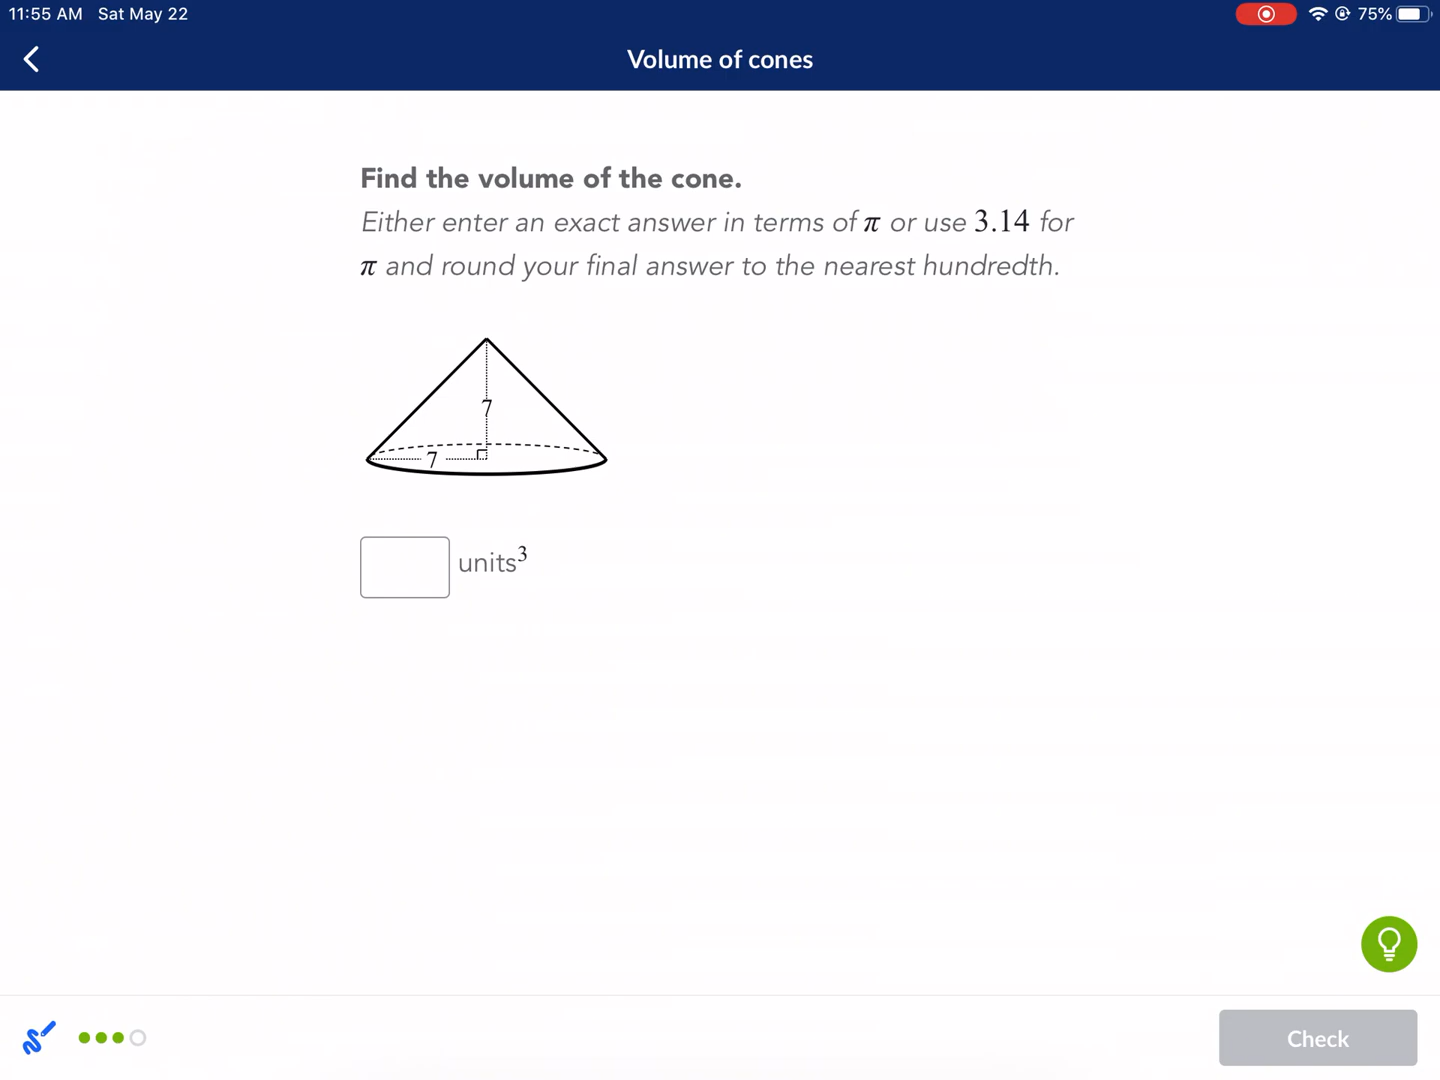 11:55 AM Sat May 22
75%
Volume of cones
Find the volume of the cone.
Either enter an exact answer in terms of π or use 3.14 for
π and round your final answer to the nearest hundredth.
7
7
units³
Check